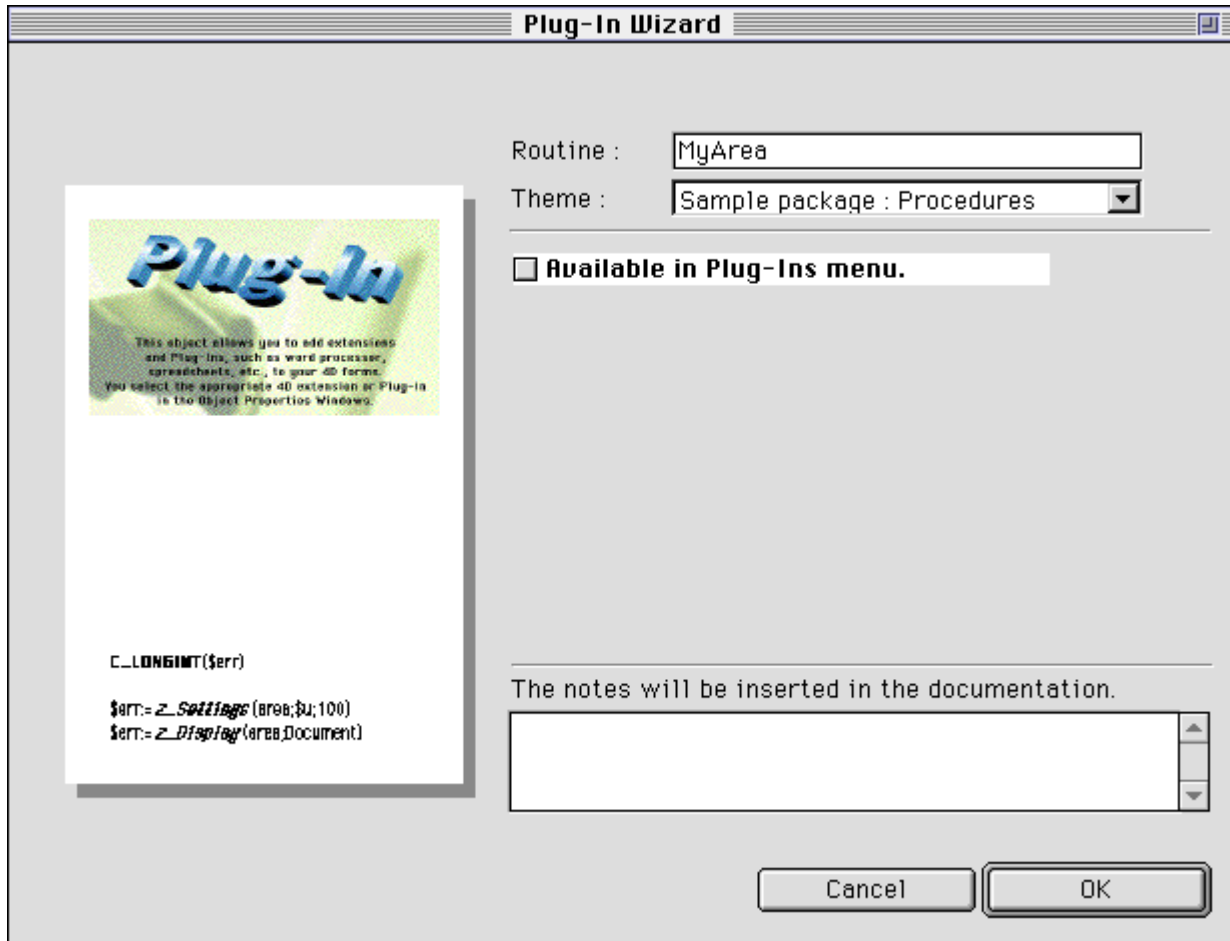 Plug-In Wizard
Routine :
MyArea
Theme :
Sample package : Procedures
Available in Plug-Ins menu.
Plug-In
This object allows you to add extensions
and Plug-Ins, such as word processor,
spreadsheets, etc., to your 4D forms.
You select the appropriate 4D extension or Plug-In
in the Object Properties Windows.
C_LONGINT($err)
$err:=z_Settings(area;$u;100)
$err:=z_Display(area;Document)
The notes will be inserted in the documentation.
Cancel
OK